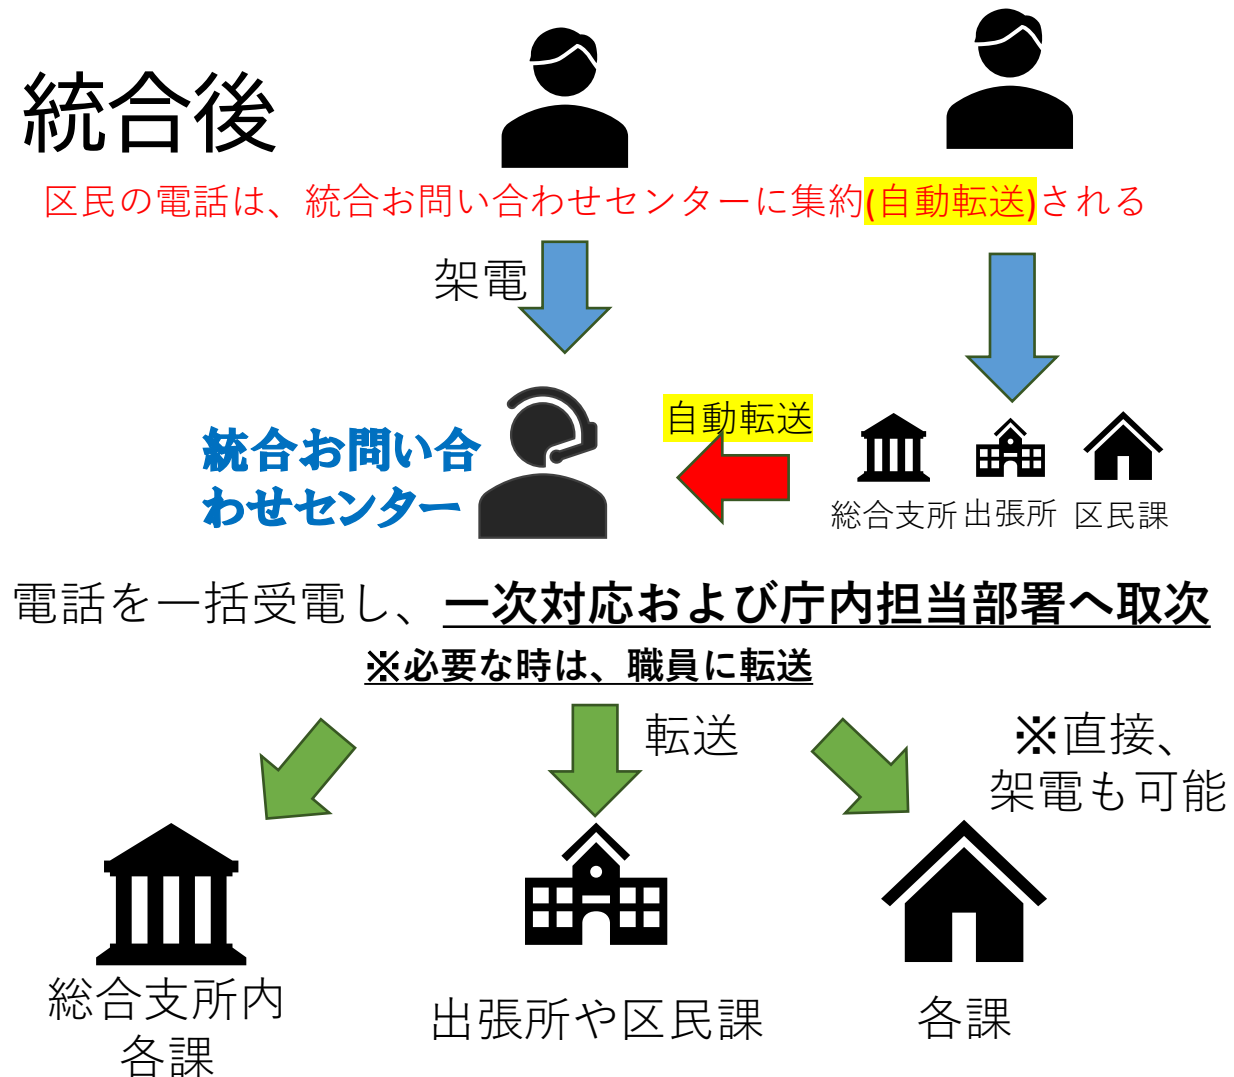 統合後
区民の電話は、統合お問い合わせセンターに集約(自動転送)される
架電
自動転送
統合お問い合
わせセンター
総合支所 出張所 区民課
電話を一括受電し、一次対応および庁内担当部署へ取次
※必要な時は、職員に転送
転送
※直接、
架電も可能
総合支所内
各課
出張所や区民課
各課